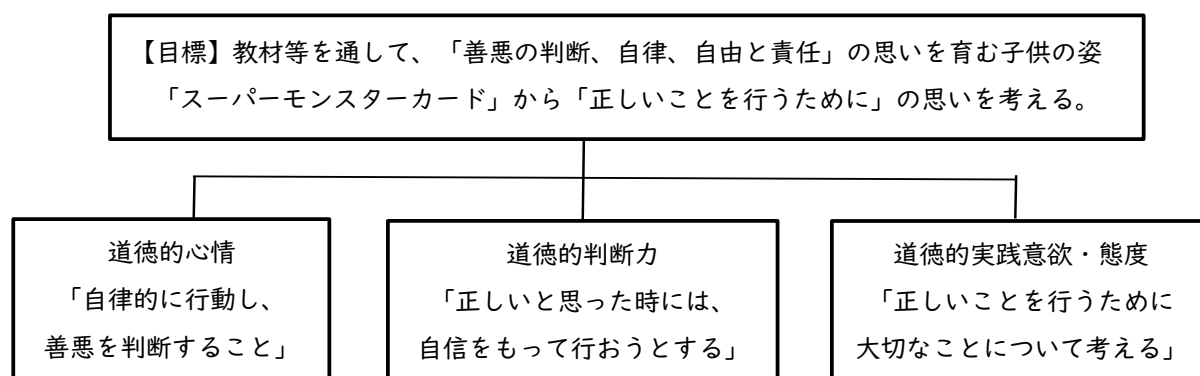 【目標】教材等を通して、「善悪の判断、自律、自由と責任」の思いを育む子供の姿
「スーパーモンスターカード」から「正しいことを行うために」の思いを考える。
道徳的心情
「自律的に行動し、
善悪を判断すること」
道徳的判断力
「正しいと思った時には、
自信をもって行おうとする」
道徳的実践意欲・態度
「正しいことを行うために
大切なことについて考える」